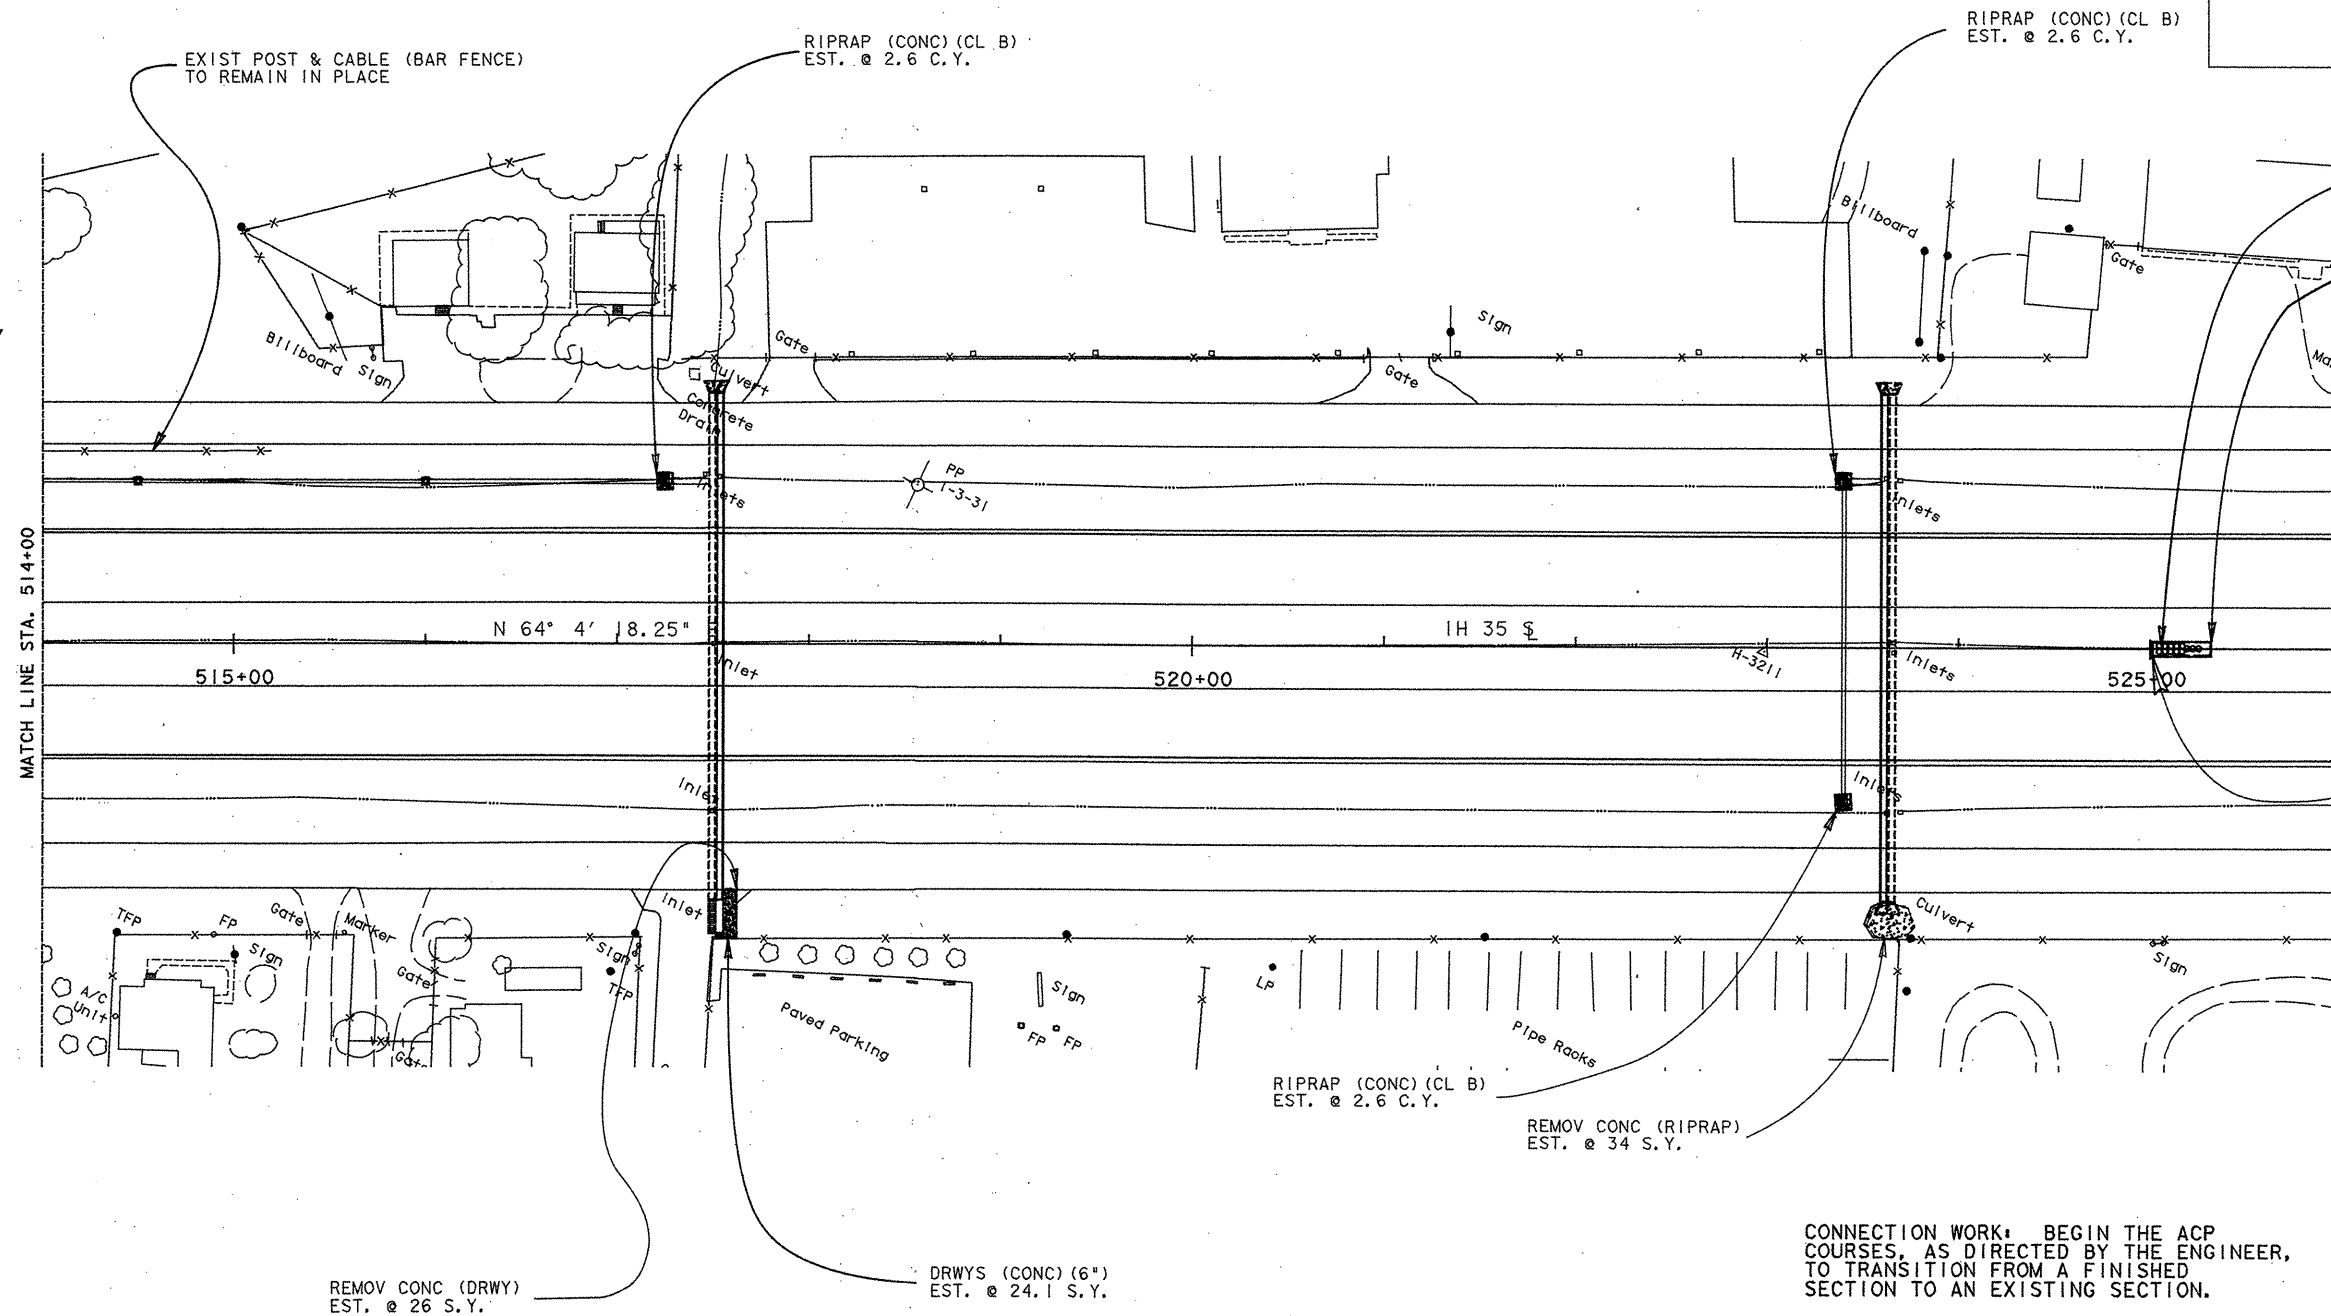 RIPRAP (CONC) (CL B)
EST. @ 2.6 C.Y.
RIPRAP (CONC) (CL B)
EST. @ 2.6 C.Y.
EXIST POST & CABLE (BAR FENCE)
TO REMAIN IN PLACE
Billboard
Gate
Billboard
Sign
Gate
Sign
Gate
Culvert
Concrete
Drain
PP
1-3-31
Inlets
Inlets
MATCH LINE STA. 514+00
N 64° 4' 18.25"
IH 35 ℄
515+00
Inlet
520+00
H-3211
Inlets
525+00
Inlet
Inlets
TFP
FP
Gate
Marker
Inlet
Culvert
Sign
Sign
Gate
TFP
A/C
Unit
Gate
Paved Parking
Sign
FP
FP
LP
Pipe Racks
Sign
RIPRAP (CONC) (CL B)
EST. @ 2.6 C.Y.
REMOV CONC (RIPRAP)
EST. @ 34 S.Y.
REMOV CONC (DRWY)
EST. @ 26 S.Y.
DRWYS (CONC) (6")
EST. @ 24.1 S.Y.
CONNECTION WORK: BEGIN THE ACP
COURSES, AS DIRECTED BY THE ENGINEER,
TO TRANSITION FROM A FINISHED
SECTION TO AN EXISTING SECTION.